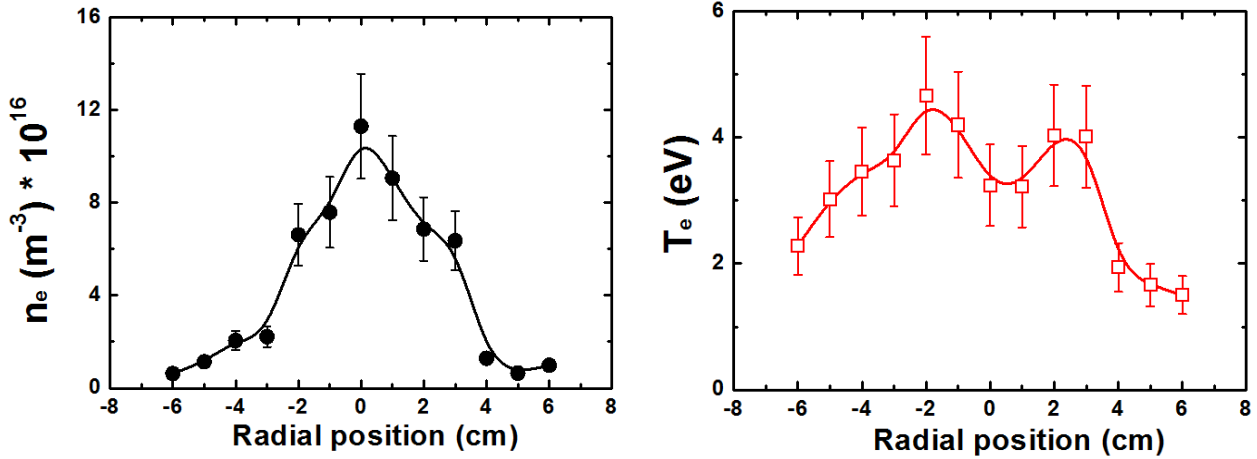 16
12
8
4
0
-8 -6 -4 -2 0 2 4 6 8
Radial position (cm)
nₑ (m⁻³) * 10¹⁶
6
4
2
0
-8 -6 -4 -2 0 2 4 6 8
Radial position (cm)
Tₑ (eV)